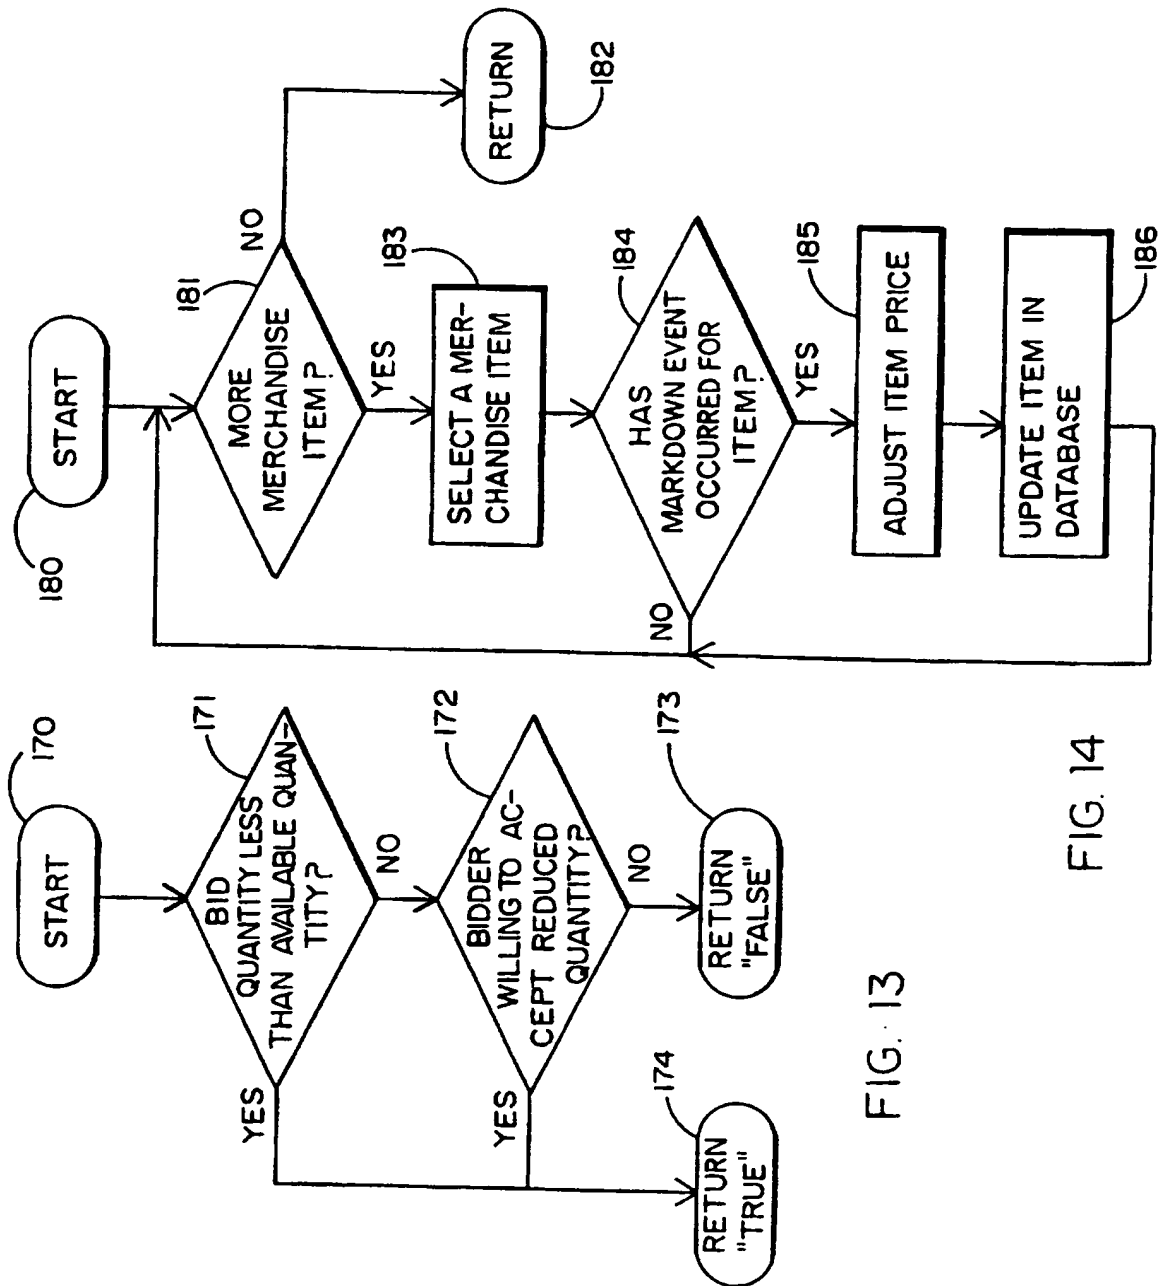 170
START
171
BID
QUANTITY LESS
THAN AVAILABLE QUAN-
TITY?
YES
NO
172
BIDDER
WILLING TO AC-
CEPT REDUCED
QUANTITY?
YES
NO
174
RETURN
"TRUE"
173
RETURN
"FALSE"
FIG. 13
180
START
181
MORE
MERCHANDISE
ITEM?
NO
YES
RETURN
182
183
SELECT A MER-
CHANDISE ITEM
184
HAS
MARKDOWN EVENT
OCCURRED FOR
ITEM?
NO
YES
185
ADJUST ITEM PRICE
UPDATE ITEM IN
DATABASE
186
FIG. 14